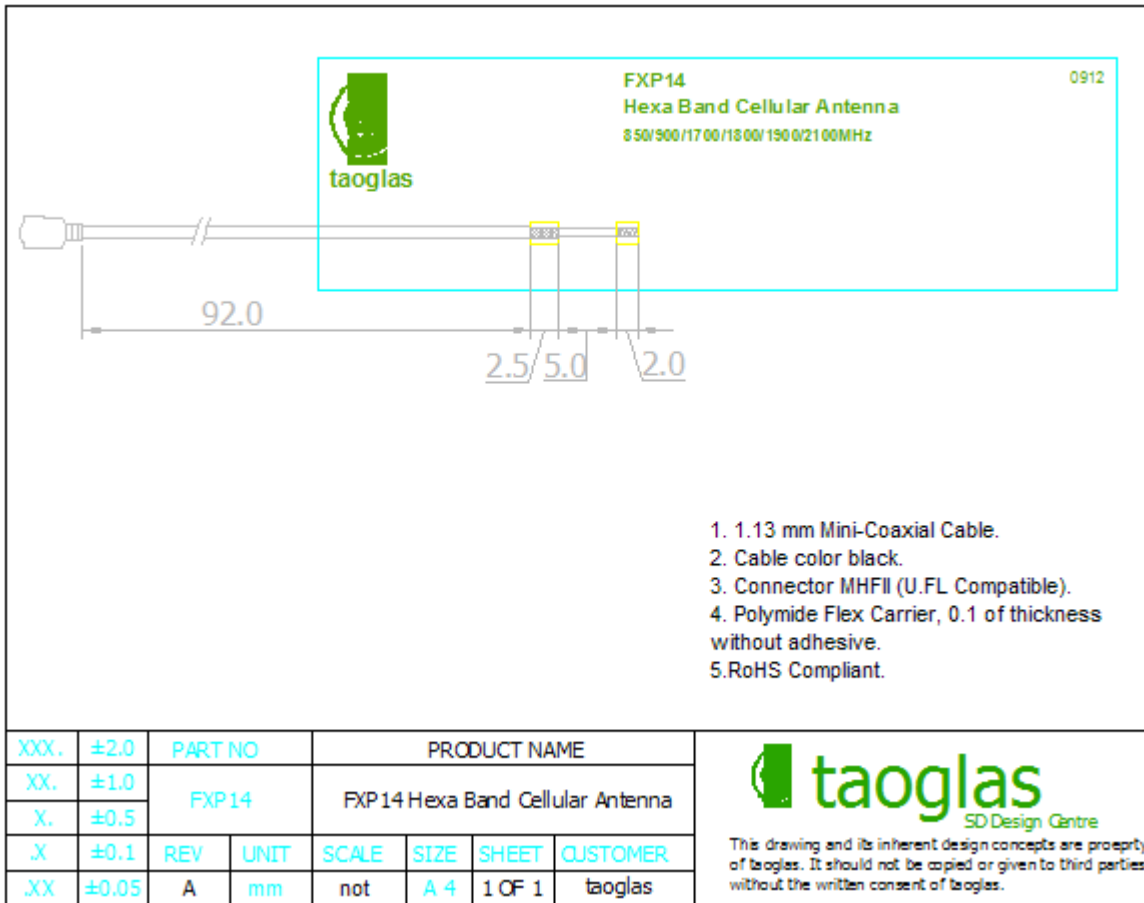 FXP14
0912
Hexa Band Cellular Antenna
850/900/1700/1800/1900/2100MHz
taoglas
92.0
2.5
5.0
2.0
1. 1.13 mm Mini-Coaxial Cable.
2. Cable color black.
3. Connector MHFII (U.FL Compatible).
4. Polymide Flex Carrier, 0.1 of thickness
without adhesive.
5.RoHS Compliant.
XXX. ±2.0 PART NO PRODUCT NAME
XX. ±1.0
FXP14 FXP14 Hexa Band Cellular Antenna
X. ±0.5
.X ±0.1 REV UNIT SCALE SIZE SHEET CUSTOMER
.XX ±0.05 A mm not A 4 1 OF 1 taoglas
taoglas
SD Design Centre
This drawing and its inherent design concepts are proeprty
of taoglas. It should not be copied or given to third parties
without the written consent of taoglas.